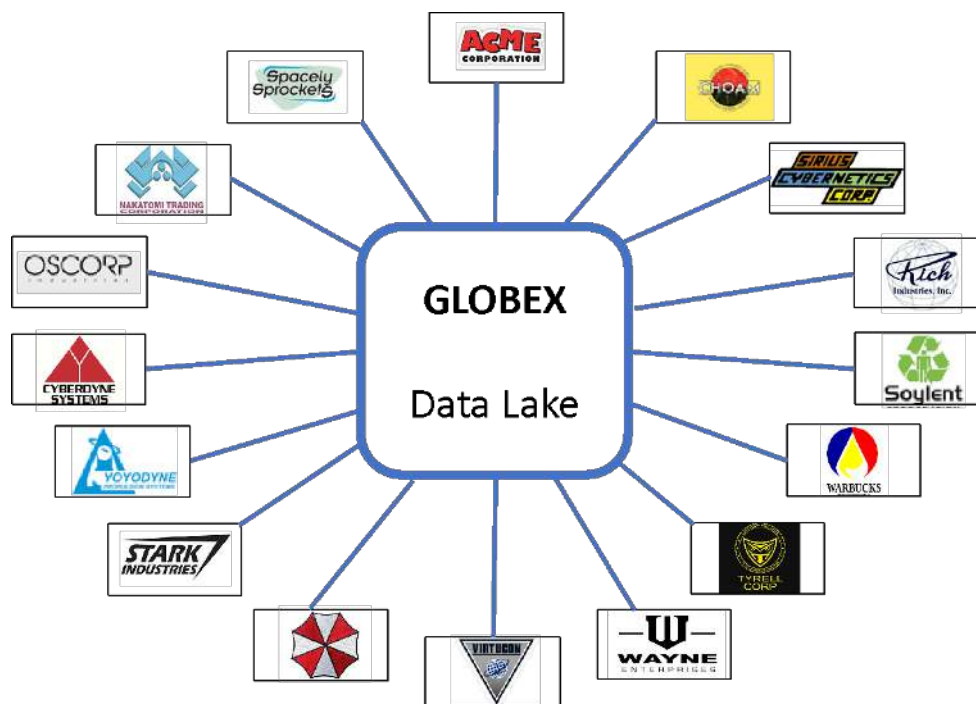 ACME
CORPORATION
Spacely
Sprockets
CHOAM
SIRIUS
CYBERNETICS
CORP.
NAKATOMI TRADING
CORPORATION
OSCORP
industries
Rich
Industries, Inc.
GLOBEX
Data Lake
CYBERDYNE
SYSTEMS
Soylent
YOYODYNE
WARBUCKS
STARK
INDUSTRIES
TYRELL
CORP
VIRTUCON
WAYNE
ENTERPRISES